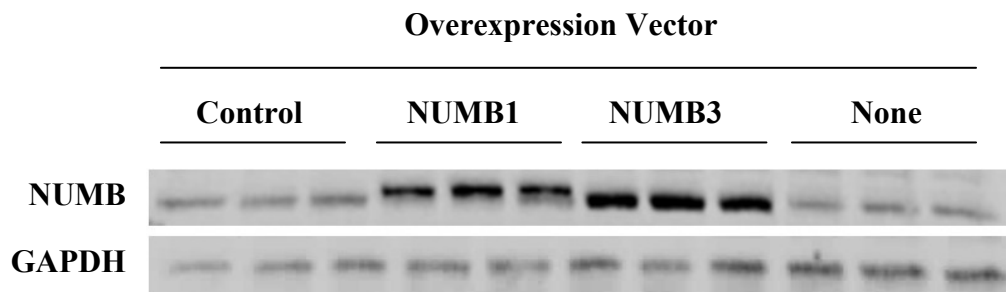 Overexpression Vector
Control NUMB1 NUMB3 None
NUMB
GAPDH